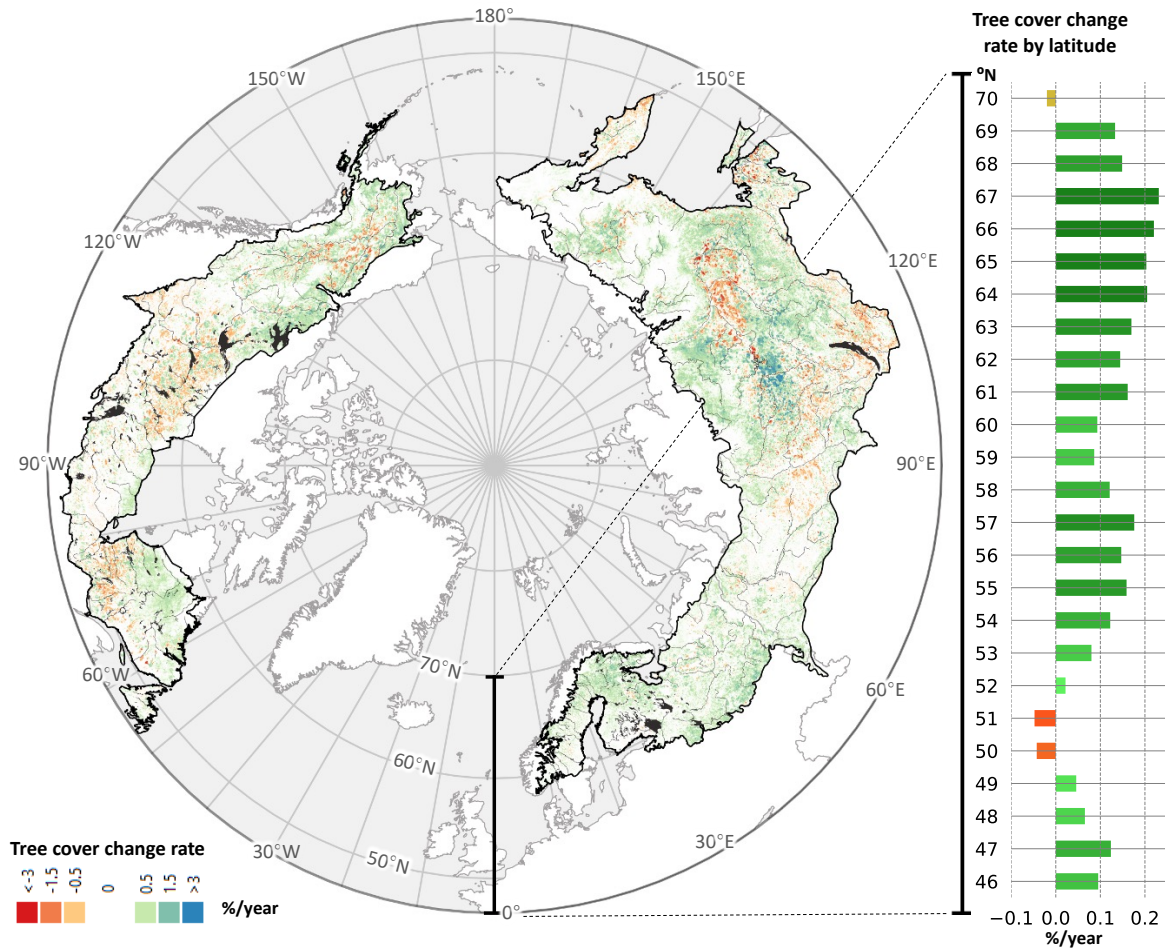 180°
150°W
150°E
120°W
120°E
90°W
90°E
60°W
60°E
30°W
30°E
0°
70°N
60°N
50°N
Tree cover change rate
<-3
-1.5
-0.5
0
0.5
1.5
>3
%/year
Tree cover change
rate by latitude
°N
70
69
68
67
66
65
64
63
62
61
60
59
58
57
56
55
54
53
52
51
50
49
48
47
46
−0.1 0.0 0.1 0.2
%/year